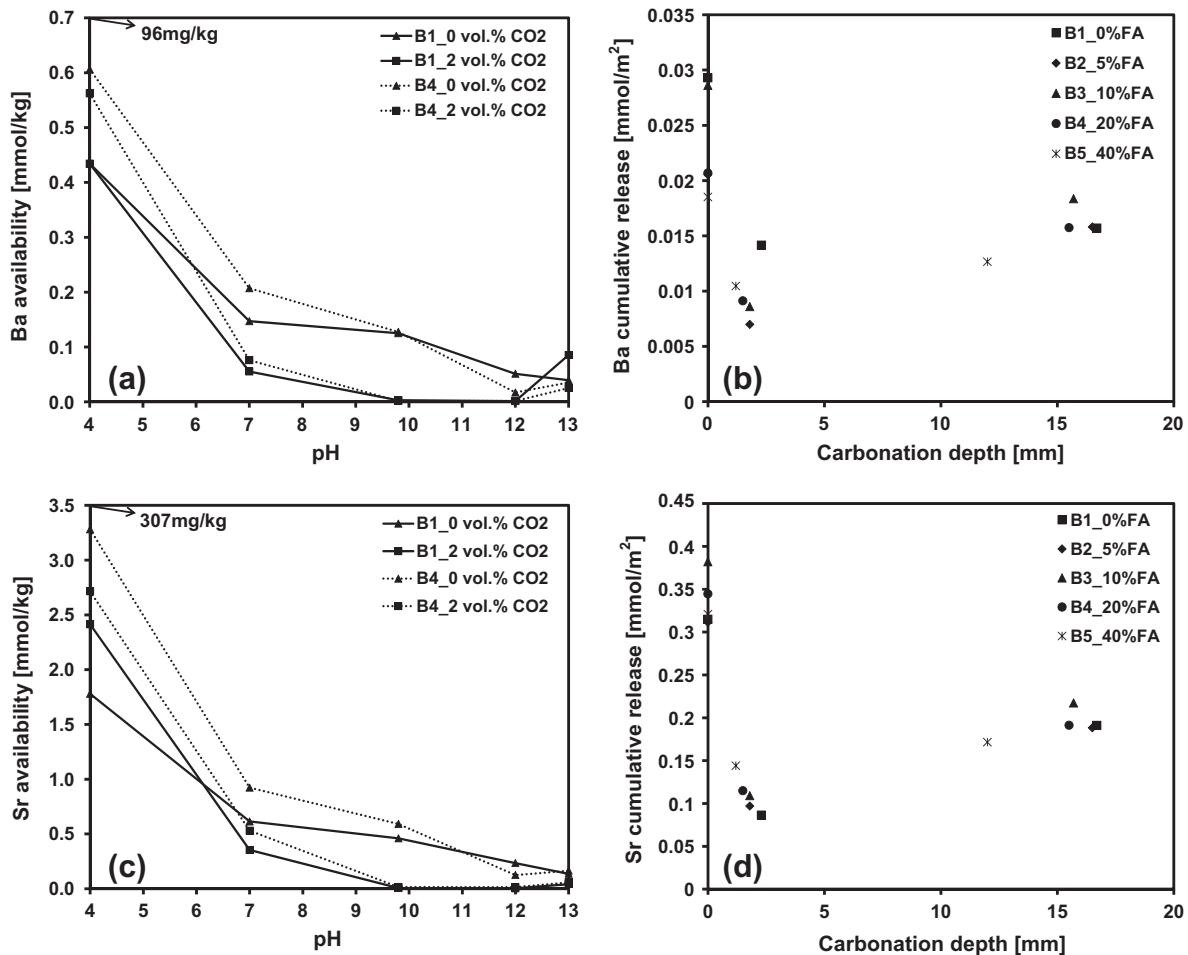 0.7
0.6
0.5
0.4
0.3
0.2
0.1
0.0
Ba availability [mmol/kg]
96mg/kg
B1_0 vol.% CO2
B1_2 vol.% CO2
B4_0 vol.% CO2
B4_2 vol.% CO2
(a)
4 5 6 7 8 9 10 11 12 13
pH
0.035
0.03
0.025
0.02
0.015
0.01
0.005
0
Ba cumulative release [mmol/m²]
B1_0%FA
B2_5%FA
B3_10%FA
B4_20%FA
B5_40%FA
(b)
0 5 10 15 20
Carbonation depth [mm]
3.5
3.0
2.5
2.0
1.5
1.0
0.5
0.0
Sr availability [mmol/kg]
307mg/kg
B1_0 vol.% CO2
B1_2 vol.% CO2
B4_0 vol.% CO2
B4_2 vol.% CO2
(c)
4 5 6 7 8 9 10 11 12 13
pH
0.45
0.4
0.35
0.3
0.25
0.2
0.15
0.1
0.05
0
Sr cumulative release [mmol/m²]
B1_0%FA
B2_5%FA
B3_10%FA
B4_20%FA
B5_40%FA
(d)
0 5 10 15 20
Carbonation depth [mm]